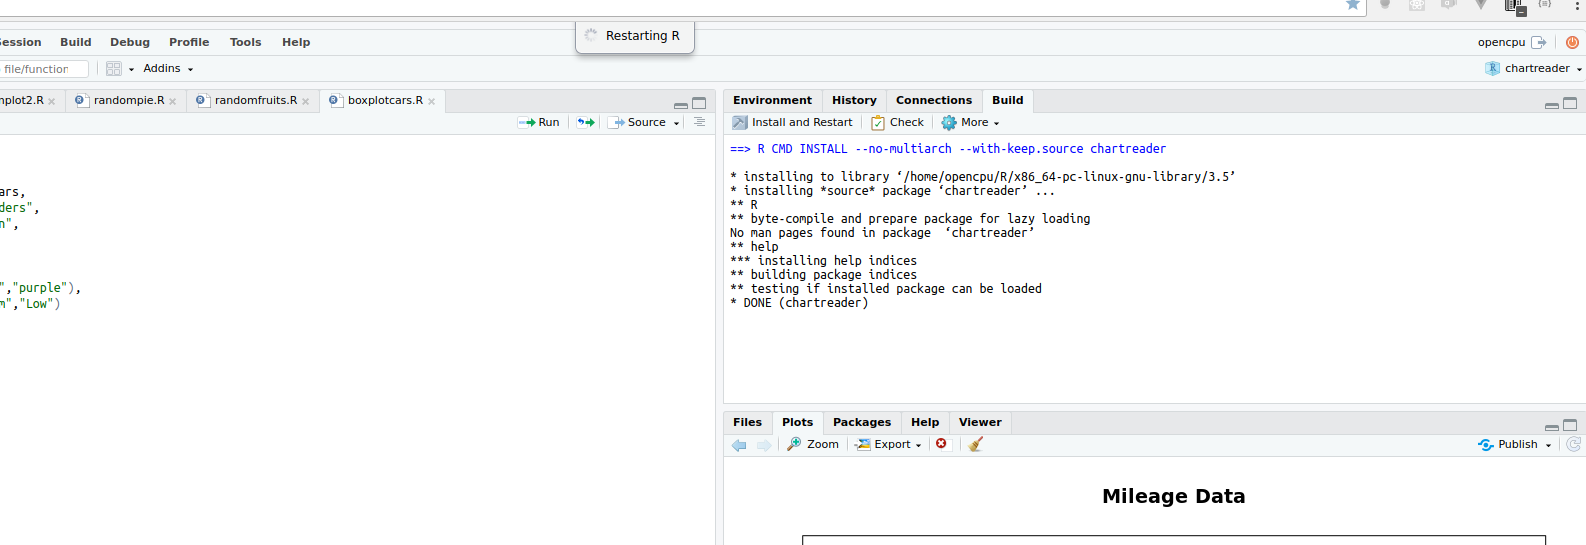 Restarting R
Session Build Debug Profile Tools Help
opencpu
file/function
Addins
chartreader
nplot2.R
randompie.R
randomfruits.R
boxplotcars.R
Run
Source
ars,
ders",
n",
","purple"),
m","Low")
Environment History Connections Build
Install and Restart Check More
==> R CMD INSTALL --no-multiarch --with-keep.source chartreader
* installing to library ‘/home/opencpu/R/x86_64-pc-linux-gnu-library/3.5’
* installing *source* package ‘chartreader’ ...
** R
** byte-compile and prepare package for lazy loading
No man pages found in package  ‘chartreader’
** help
*** installing help indices
** building package indices
** testing if installed package can be loaded
* DONE (chartreader)
Files Plots Packages Help Viewer
Zoom Export Publish
Mileage Data